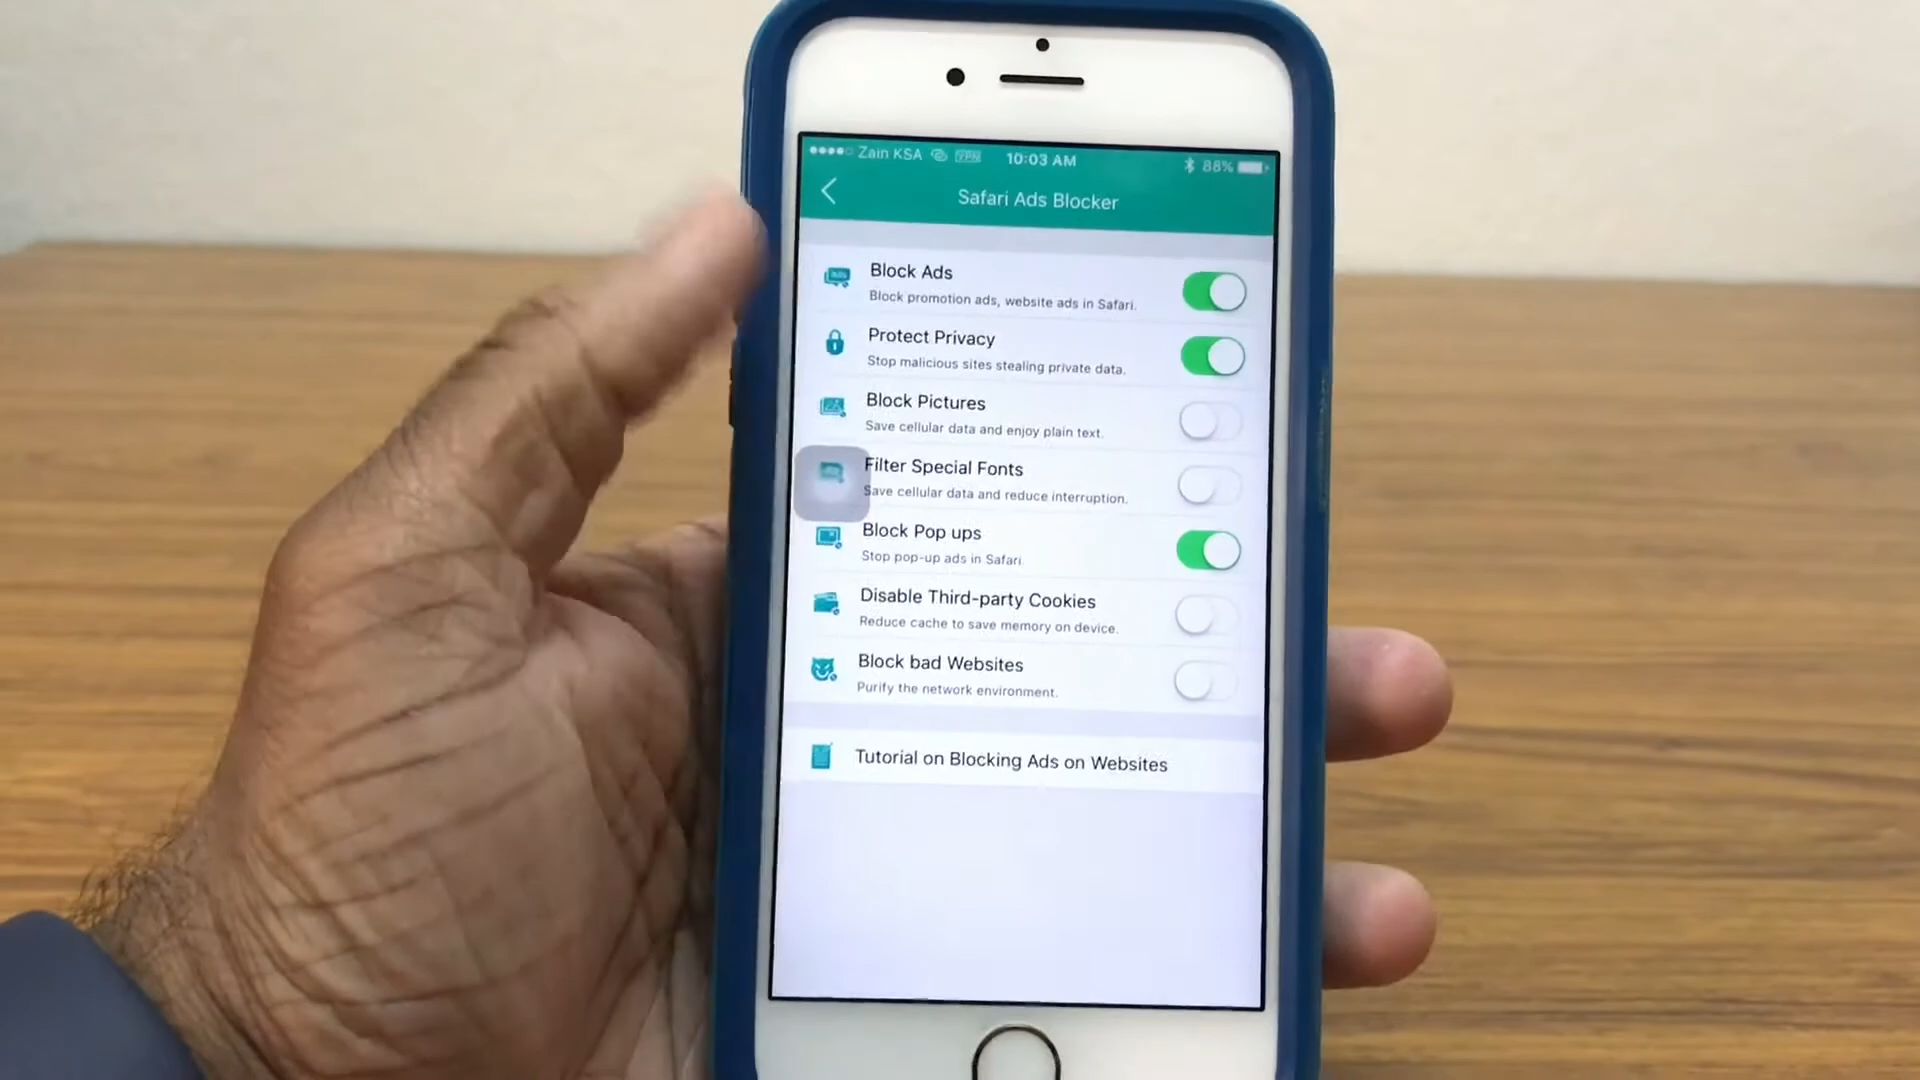 Zain KSA VPN 10:03 AM 88%
Safari Ads Blocker
Block Ads
Block promotion ads, website ads in Safari.
Protect Privacy
Stop malicious sites stealing private data.
Block Pictures
Save cellular data and enjoy plain text.
Filter Special Fonts
Save cellular data and reduce interruption.
Block Pop ups
Stop pop-up ads in Safari
Disable Third-party Cookies
Reduce cache to save memory on device.
Block bad Websites
Purify the network environment.
Tutorial on Blocking Ads on Websites